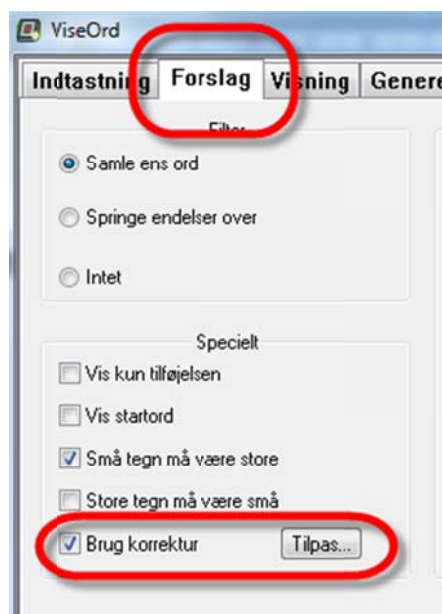 ViseOrd
Indtastning Forslag Visning Genere
Filter
Samle ens ord
Springe endelser over
Intet
Specielt
Vis kun tilføjelsen
Vis startord
Små tegn må være store
Store tegn må være små
Brug korrektur Tilpas...